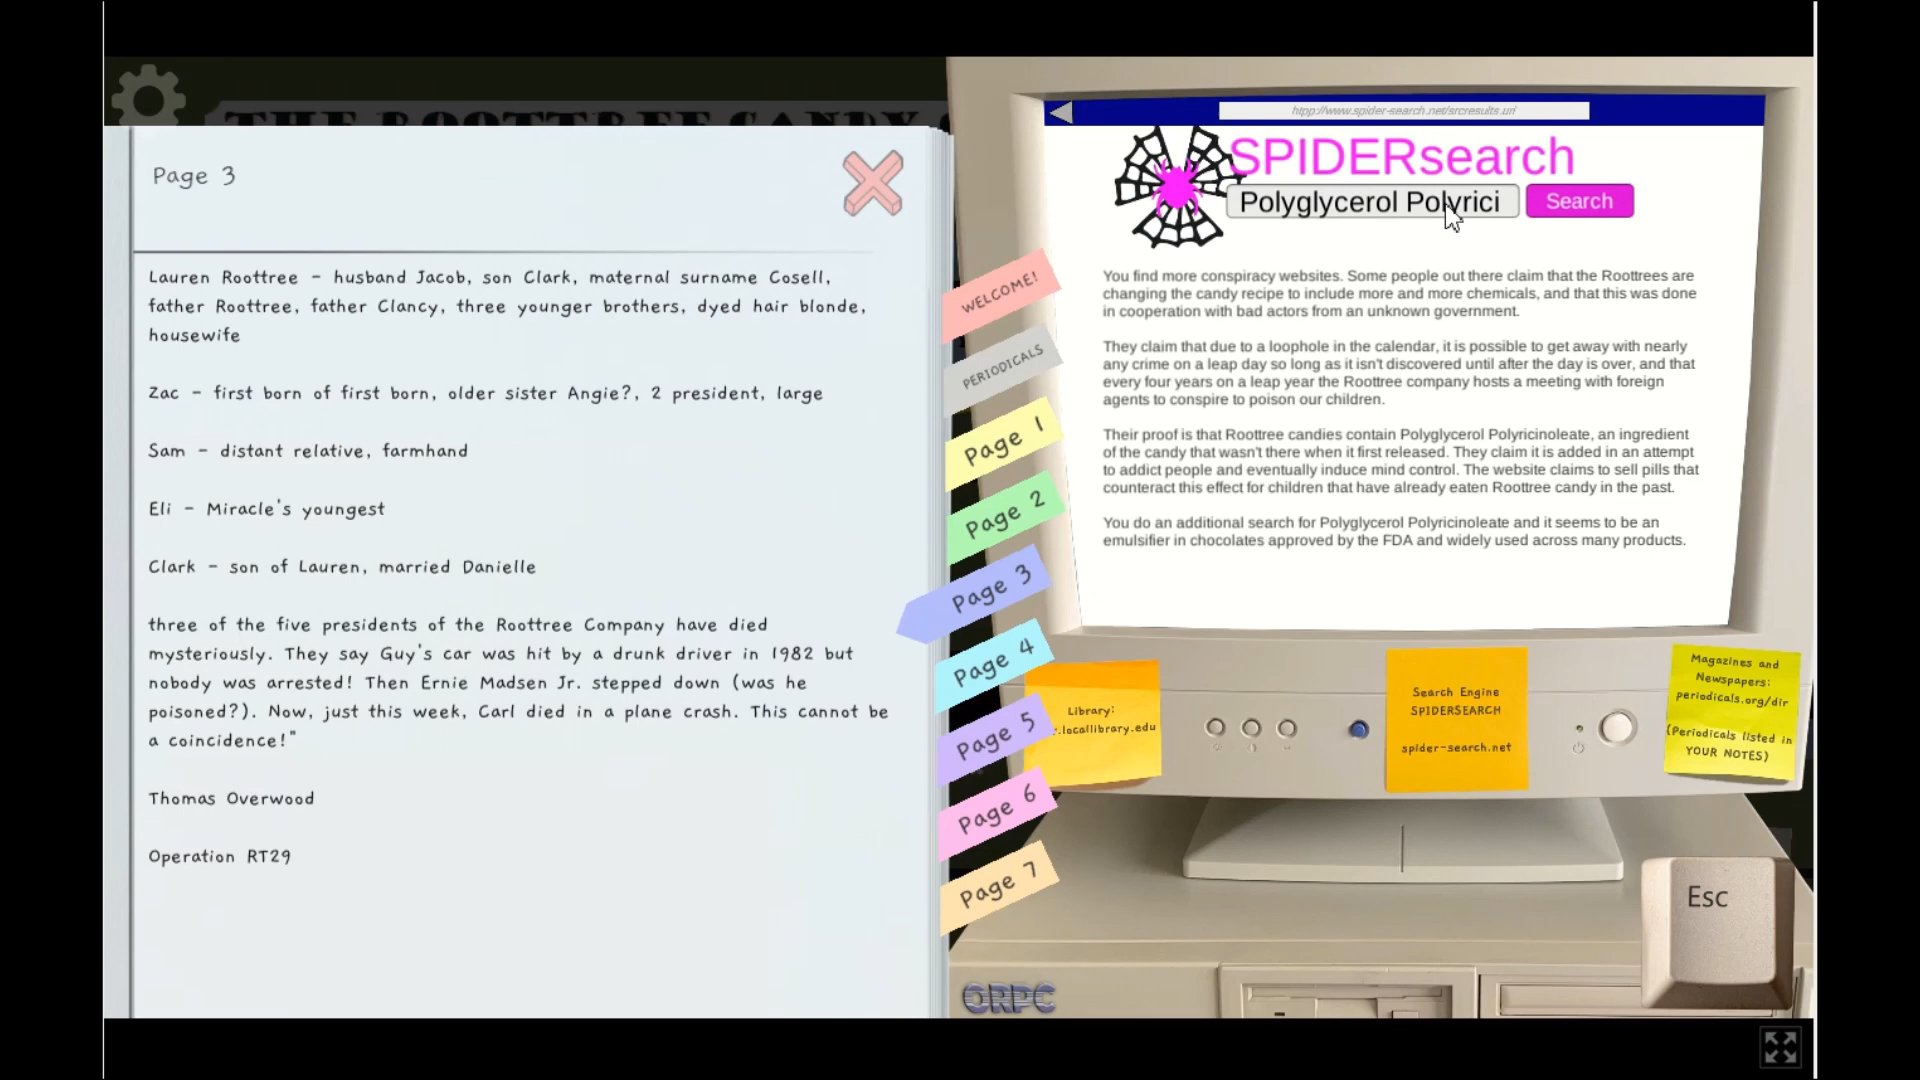 THE ROOTTREE CANDY
Page 3
Lauren Roottree - husband Jacob, son Clark, maternal surname Cosell,
father Roottree, father Clancy, three younger brothers, dyed hair blonde,
housewife
Zac - first born of first born, older sister Angie?, 2 president, large
Sam - distant relative, farmhand
Eli - Miracle's youngest
Clark - son of Lauren, married Danielle
three of the five presidents of the Roottree Company have died
mysteriously. They say Guy's car was hit by a drunk driver in 1982 but
nobody was arrested! Then Ernie Madsen Jr. stepped down (was he
poisoned?). Now, just this week, Carl died in a plane crash. This cannot be
a coincidence!"
Thomas Overwood
Operation RT29
WELCOME!
PERIODICALS
Page 1
Page 2
Page 3
Page 4
Page 5
Page 6
Page 7
htpp://www.spider-search.net/srcresults.url
SPIDERsearch
Polyglycerol Polyrici
Search
You find more conspiracy websites. Some people out there claim that the Roottrees are
changing the candy recipe to include more and more chemicals, and that this was done
in cooperation with bad actors from an unknown government.
They claim that due to a loophole in the calendar, it is possible to get away with nearly
any crime on a leap day so long as it isn't discovered until after the day is over, and that
every four years on a leap year the Roottree company hosts a meeting with foreign
agents to conspire to poison our children.
Their proof is that Roottree candies contain Polyglycerol Polyricinoleate, an ingredient
of the candy that wasn't there when it first released. They claim it is added in an attempt
to addict people and eventually induce mind control. The website claims to sell pills that
counteract this effect for children that have already eaten Roottree candy in the past.
You do an additional search for Polyglycerol Polyricinoleate and it seems to be an
emulsifier in chocolates approved by the FDA and widely used across many products.
Library:
.locallibrary.edu
Search Engine
SPIDERSEARCH
spider-search.net
Magazines and
Newspapers:
periodicals.org/dir
(Periodicals listed in
YOUR NOTES)
Esc
ORPC